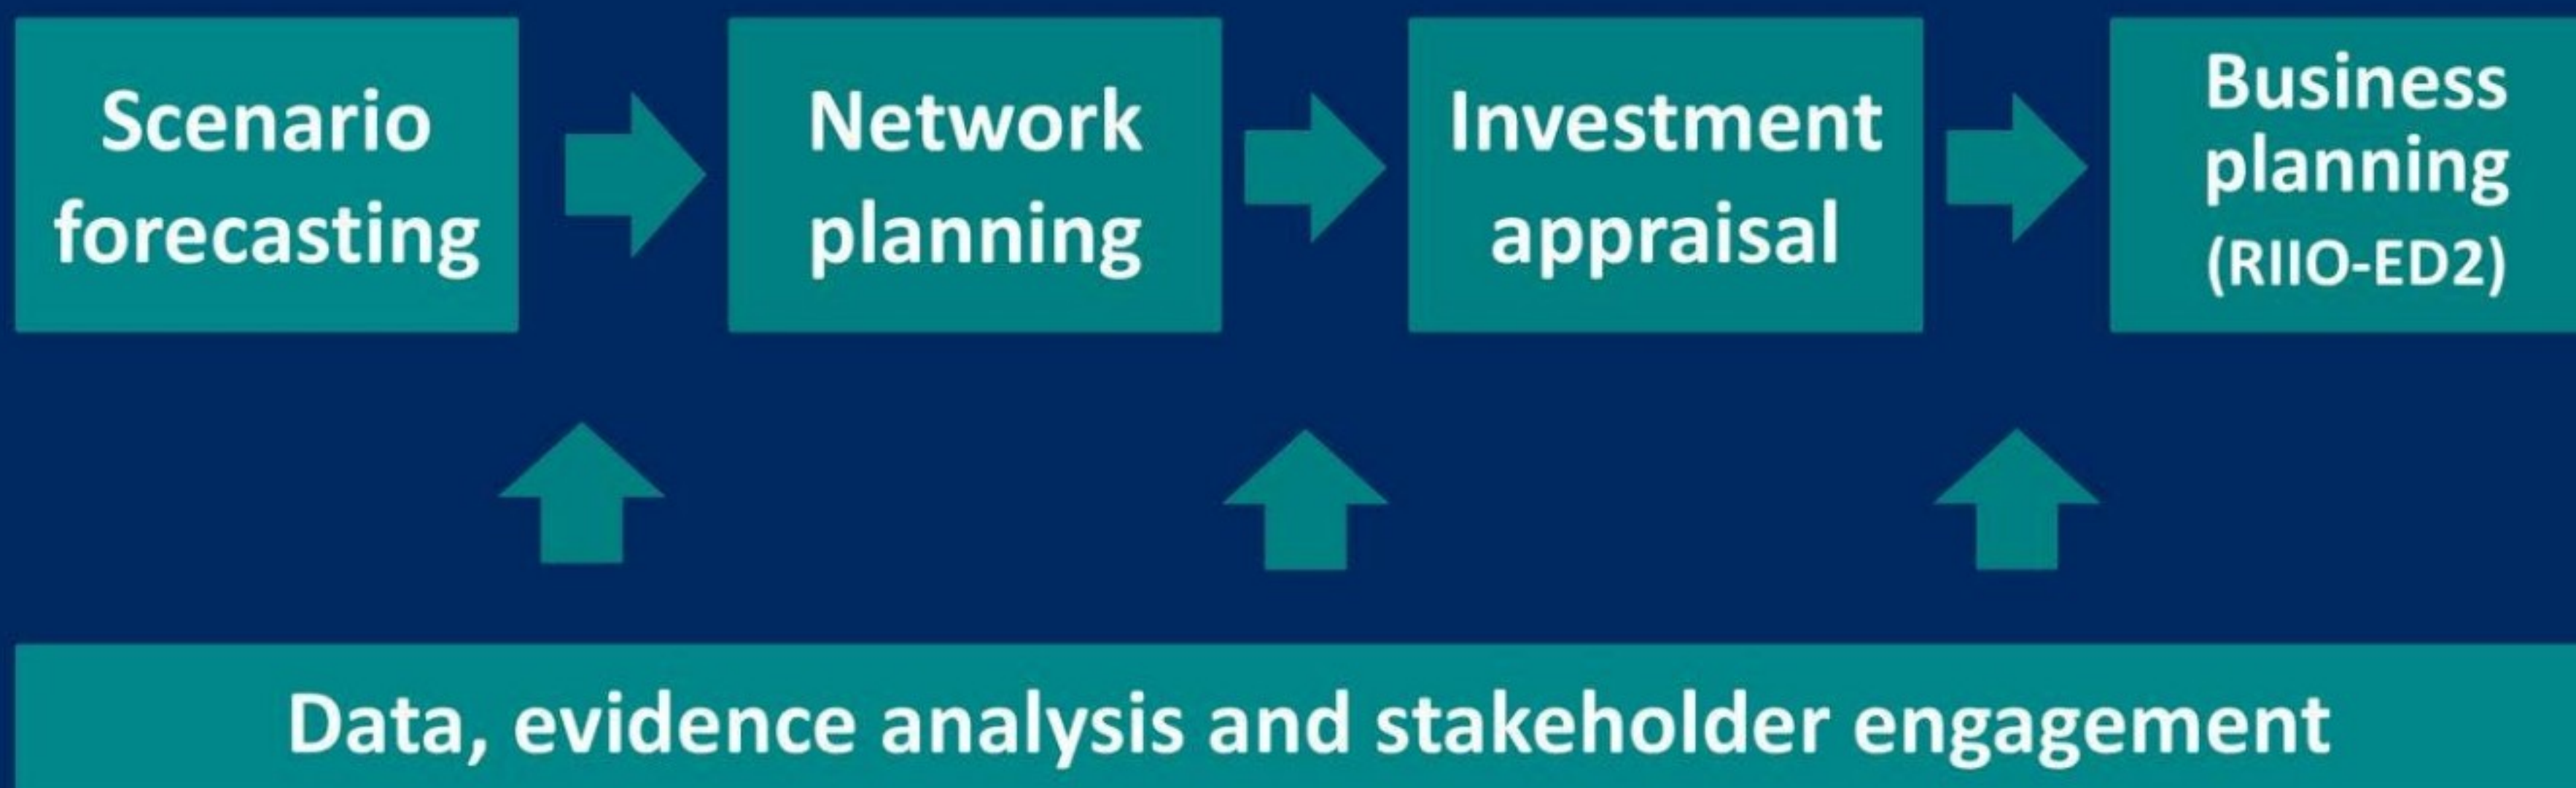 Scenario
forecasting
Network
planning
Investment
appraisal
Business
planning
(RIIO-ED2)
Data, evidence analysis and stakeholder engagement